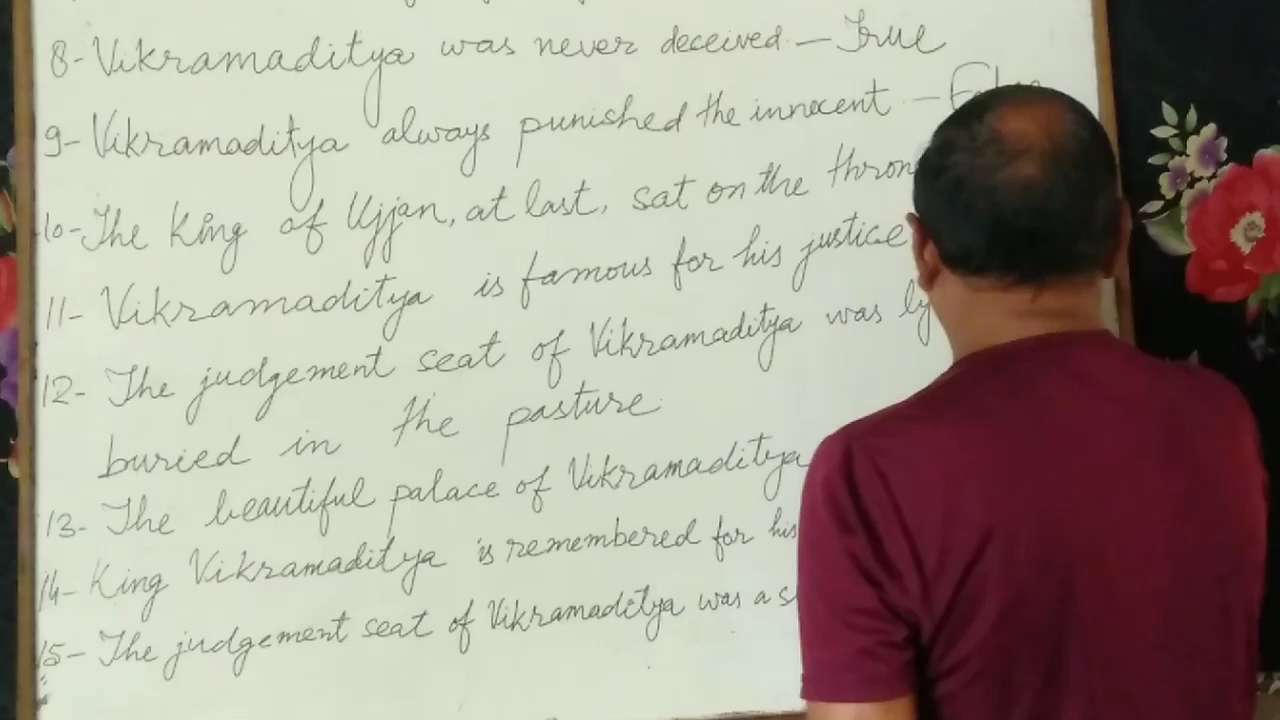 8- Vikramaditya was never deceived. — True
9- Vikramaditya always punished the innocent —
10- The King of Ujjan, at last, sat on the
11- Vikramaditya is famous for his justice
12- The judgement seat of Vikramaditya was
buried in the pasture
13- The beautiful palace of Vikramaditya
14- King Vikramaditya is remembered for his
15- The judgement seat of Vikramaditya was a